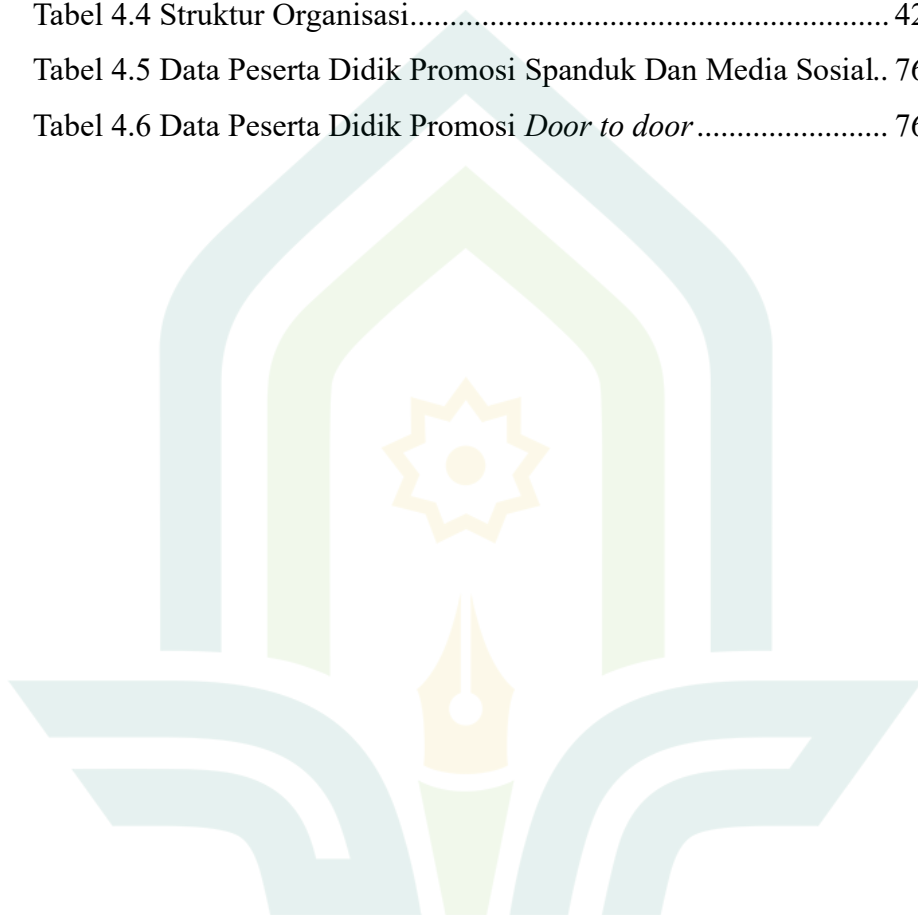 Tabel 4.4 Struktur Organisasi............................................................ 42
Tabel 4.5 Data Peserta Didik Promosi Spanduk Dan Media Sosial.. 76
Tabel 4.6 Data Peserta Didik Promosi Door to door........................ 76